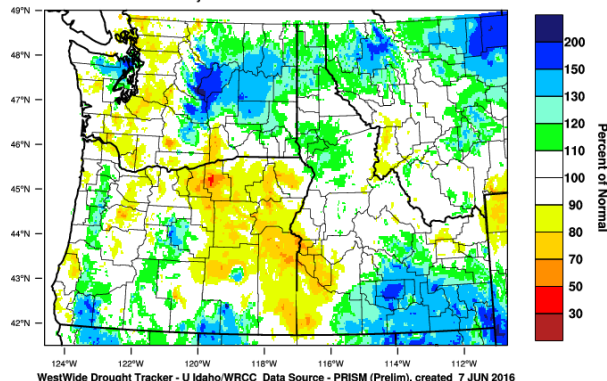 49°N
48°N
47°N
46°N
45°N
44°N
43°N
42°N
124°W 122°W 120°W 118°W 116°W 114°W 112°W
200
150
130
120
110
100
90
80
70
50
30
Percent of Normal
WestWide Drought Tracker - U Idaho/WRCC Data Source - PRISM (Prelim), created 7 JUN 2016